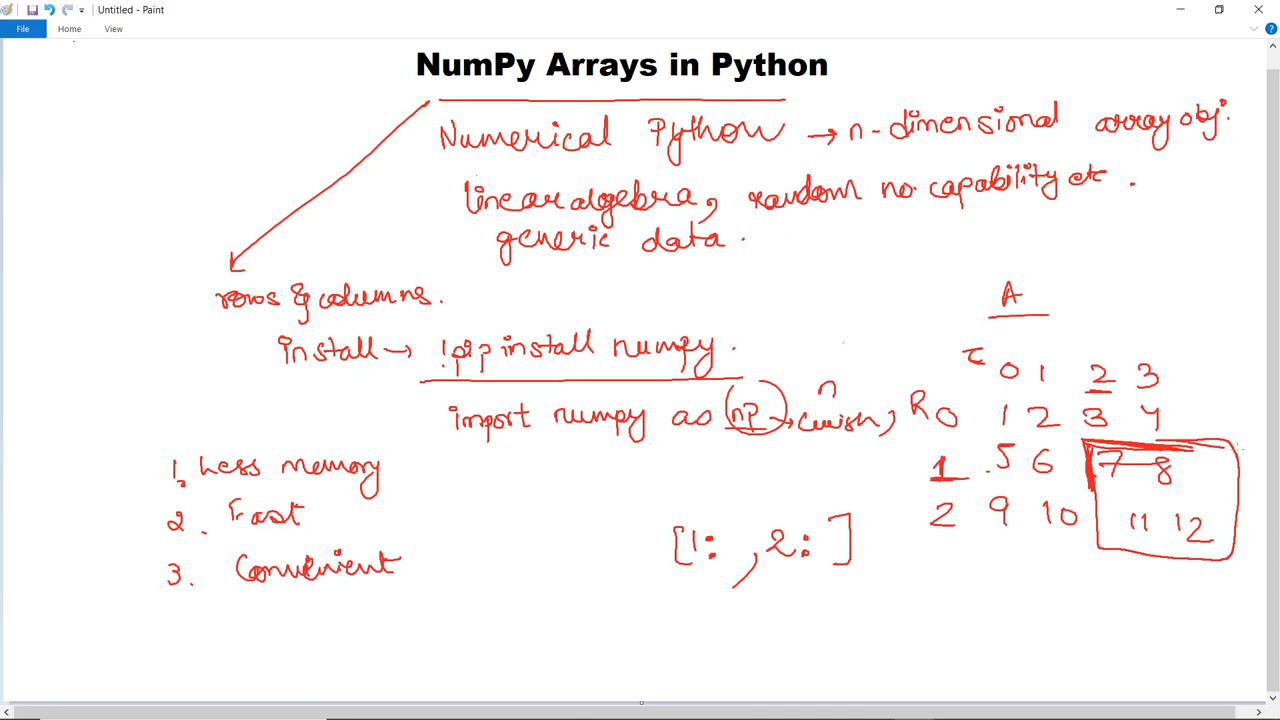 Untitled - Paint
File Home View
NumPy Arrays in Python
Numerical Python → n-dimensional array obj.
linear algebra, random no. capability etc.
generic data.
rows & columns.
install → !pip install numpy.
import numpy as np →
n
1. Less memory
2. Fast
3. Convenient
[1: , 2: ]
A
C 0 1 2 3
R 0 1 2 3 4
1 5 6 7 8
2 9 10 11 12